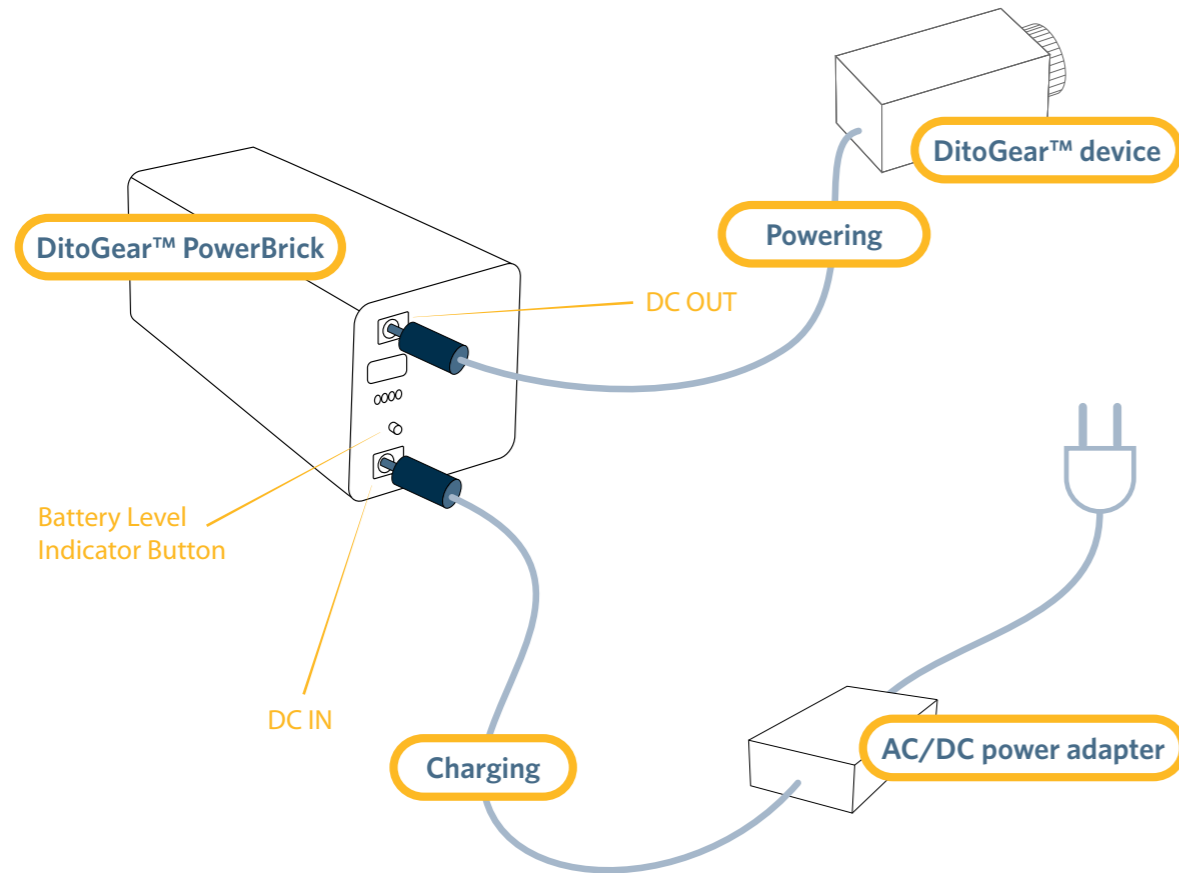 DitoGear™ device
Powering
DitoGear™ PowerBrick
DC OUT
Battery Level
Indicator Button
DC IN
AC/DC power adapter
Charging